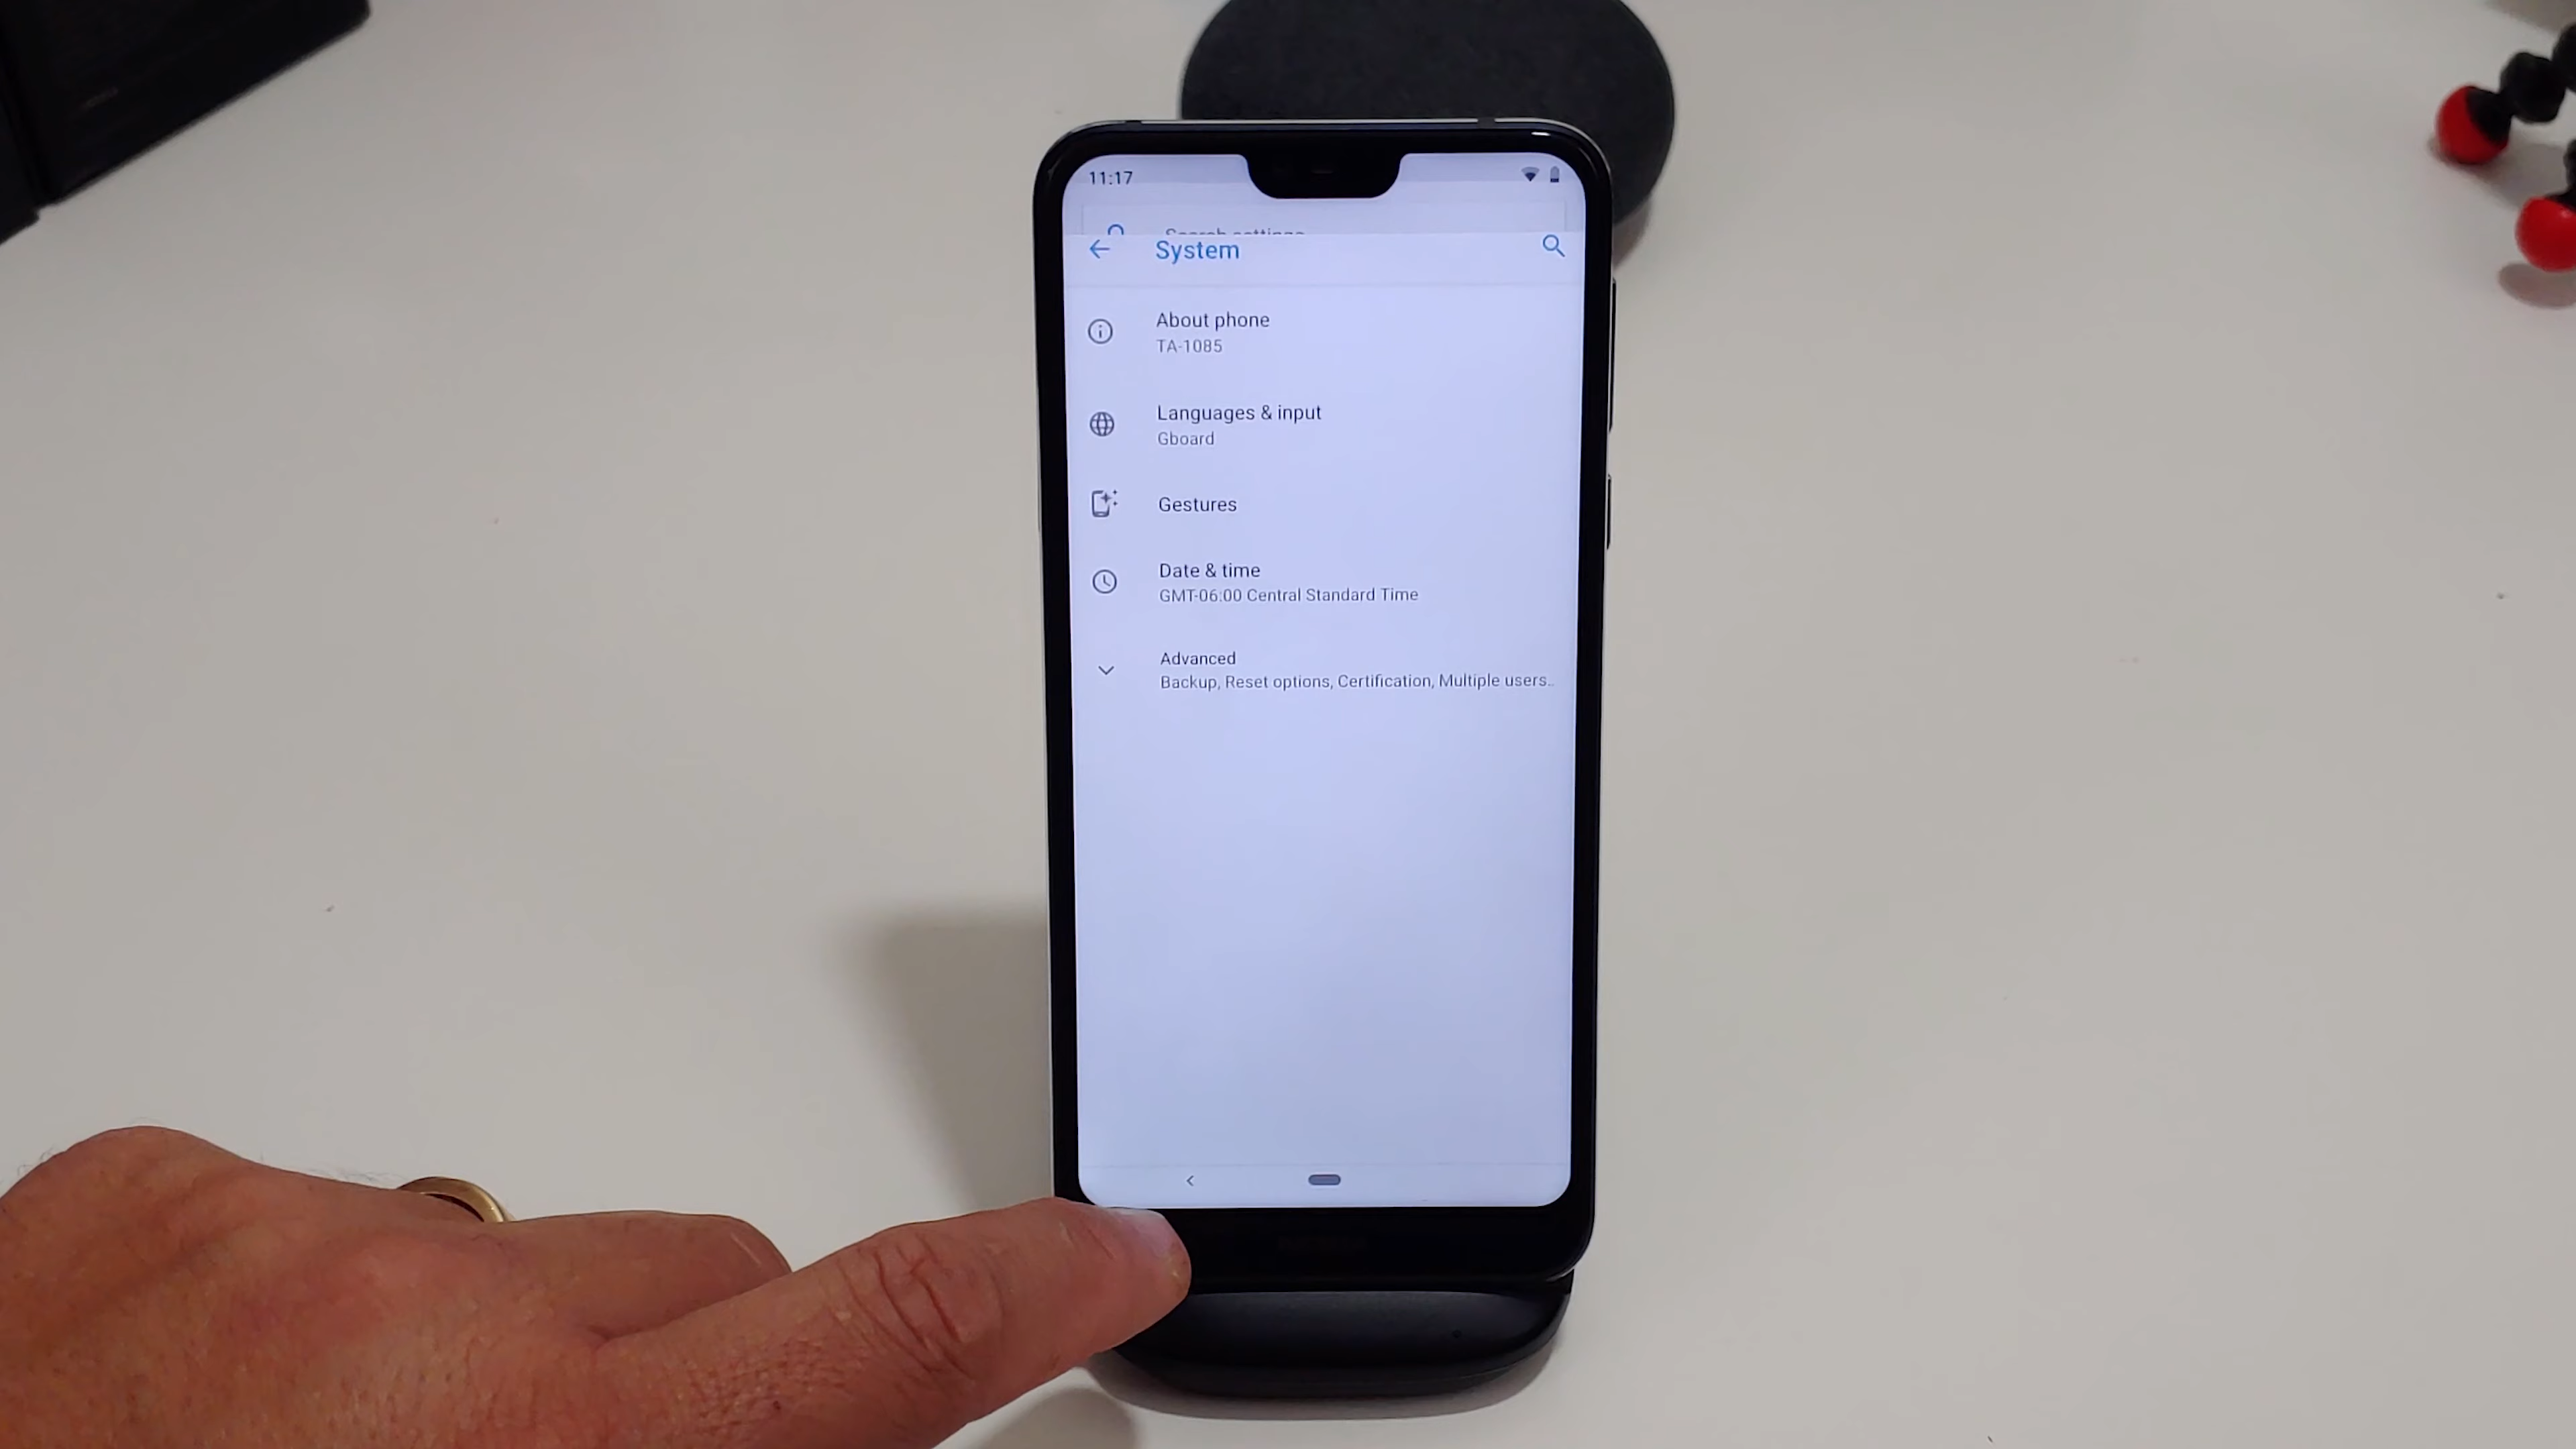 11:17
Search settings
System
About phone
TA-1085
Languages & input
Gboard
Gestures
Date & time
GMT-06:00 Central Standard Time
Advanced
Backup, Reset options, Certification, Multiple users..